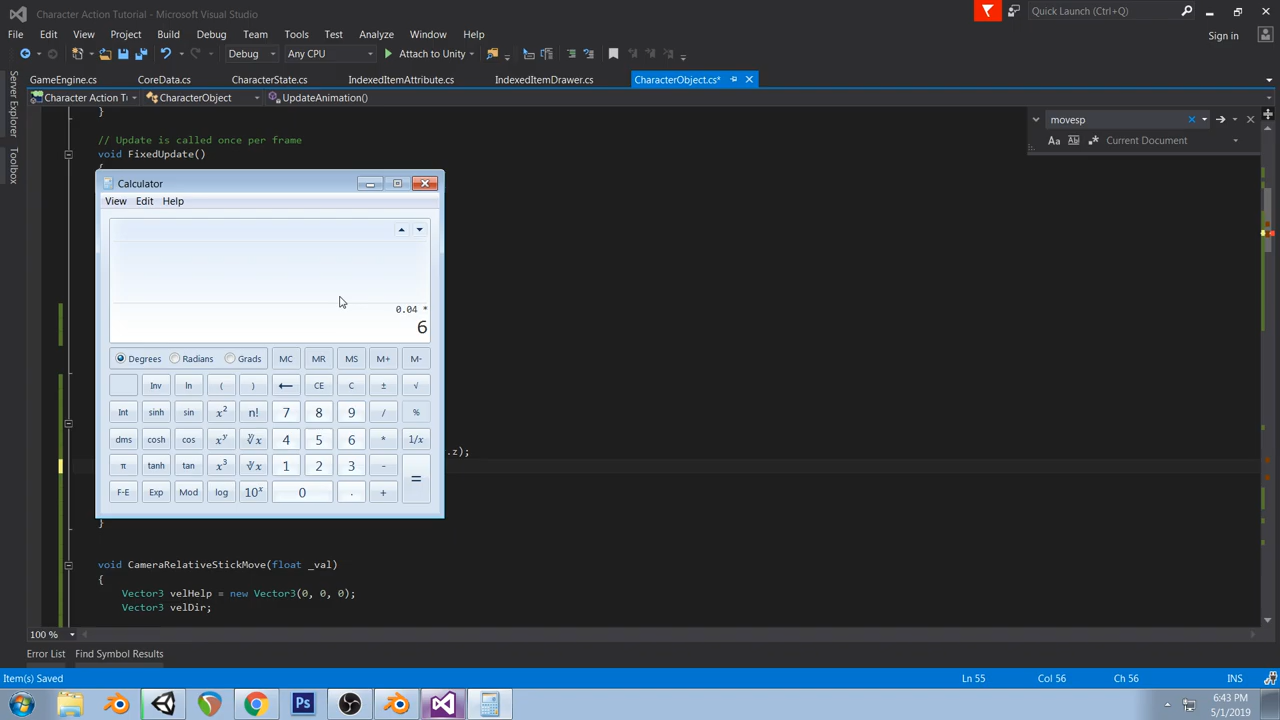 Character Action Tutorial - Microsoft Visual Studio
Quick Launch (Ctrl+Q)
File Edit View Project Build Debug Team Tools Test Analyze Window Help
Sign in
Debug Any CPU Attach to Unity
GameEngine.cs CoreData.cs CharacterState.cs IndexedItemAttribute.cs IndexedItemDrawer.cs CharacterObject.cs*
Character Action Ti CharacterObject UpdateAnimation()
Server Explorer
Toolbox
movesp
Aa Current Document
}
// Update is called once per frame
void FixedUpdate()
{
Calculator
View Edit Help
0.04 *
6
Degrees Radians Grads MC MR MS M+ M-
Inv ln ( ) ← CE C ± √
Int sinh sin x² n! 7 8 9 / %
dms cosh cos xʸ ʸ√x 4 5 6 * 1/x
π tanh tan x³ ³√x 1 2 3 - =
F-E Exp Mod log 10ˣ 0 . +
.z);
}
void CameraRelativeStickMove(float _val)
{
Vector3 velHelp = new Vector3(0, 0, 0);
Vector3 velDir;
100 %
Error List Find Symbol Results
Item(s) Saved Ln 55 Col 56 Ch 56 INS
Ps
6:43 PM
5/1/2019